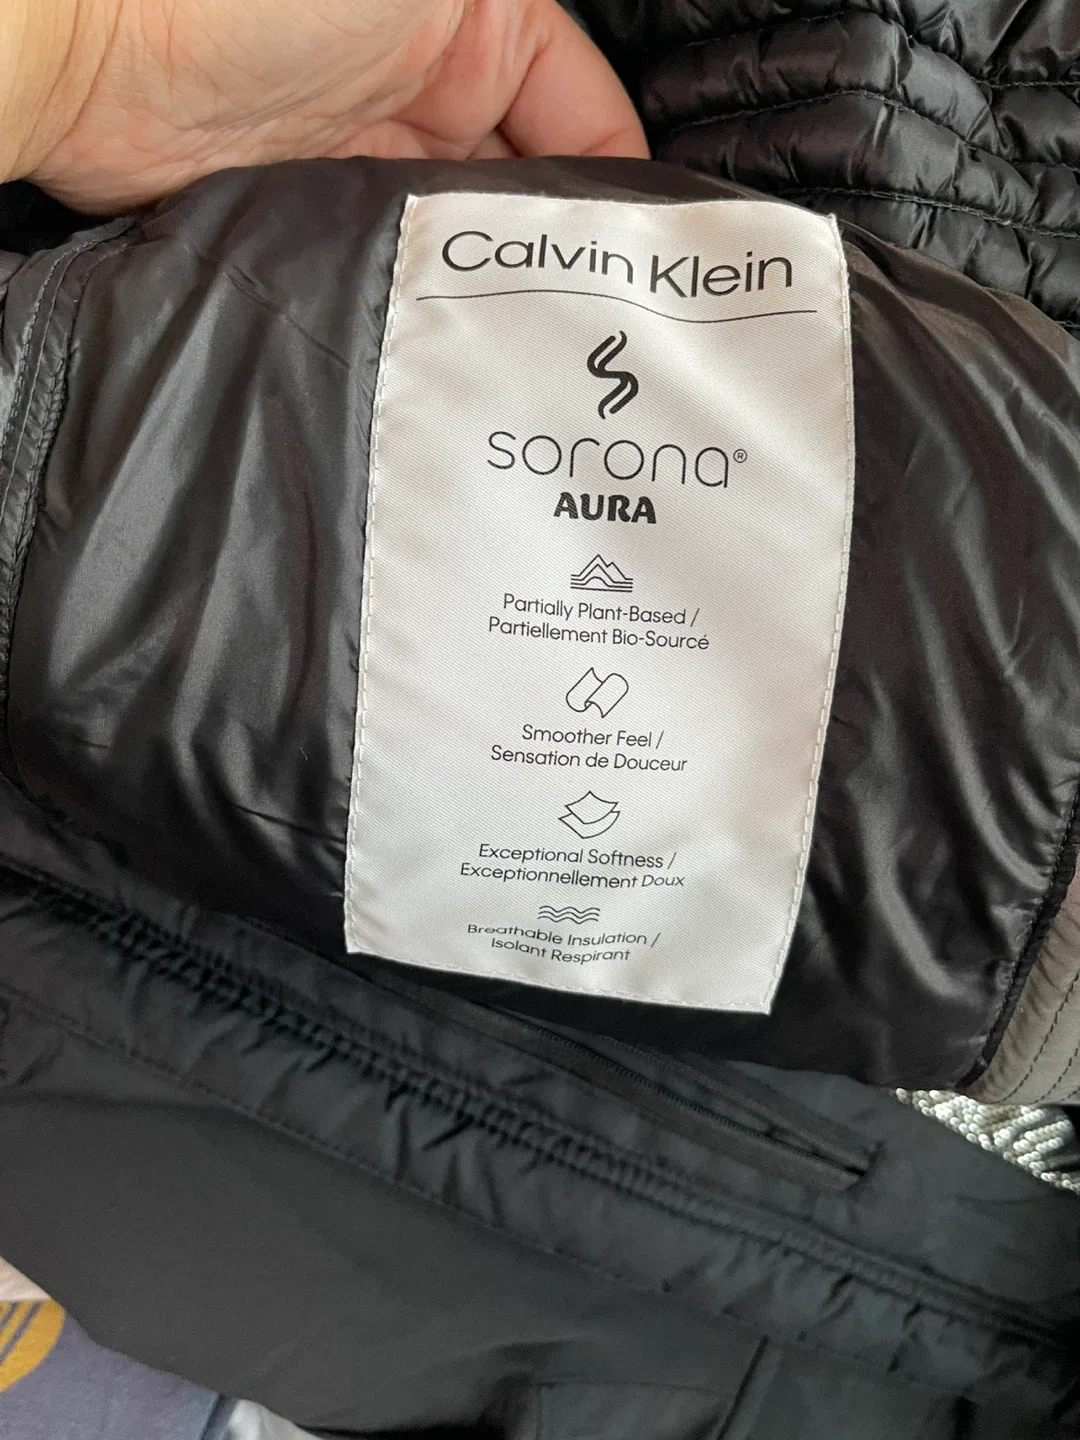 Calvin Klein
sorona®
AURA
Partially Plant-Based /
Partiellement Bio-Sourcé
Smoother Feel /
Sensation de Douceur
Exceptional Softness /
Exceptionnellement Doux
Breathable Insulation /
Isolant Respirant